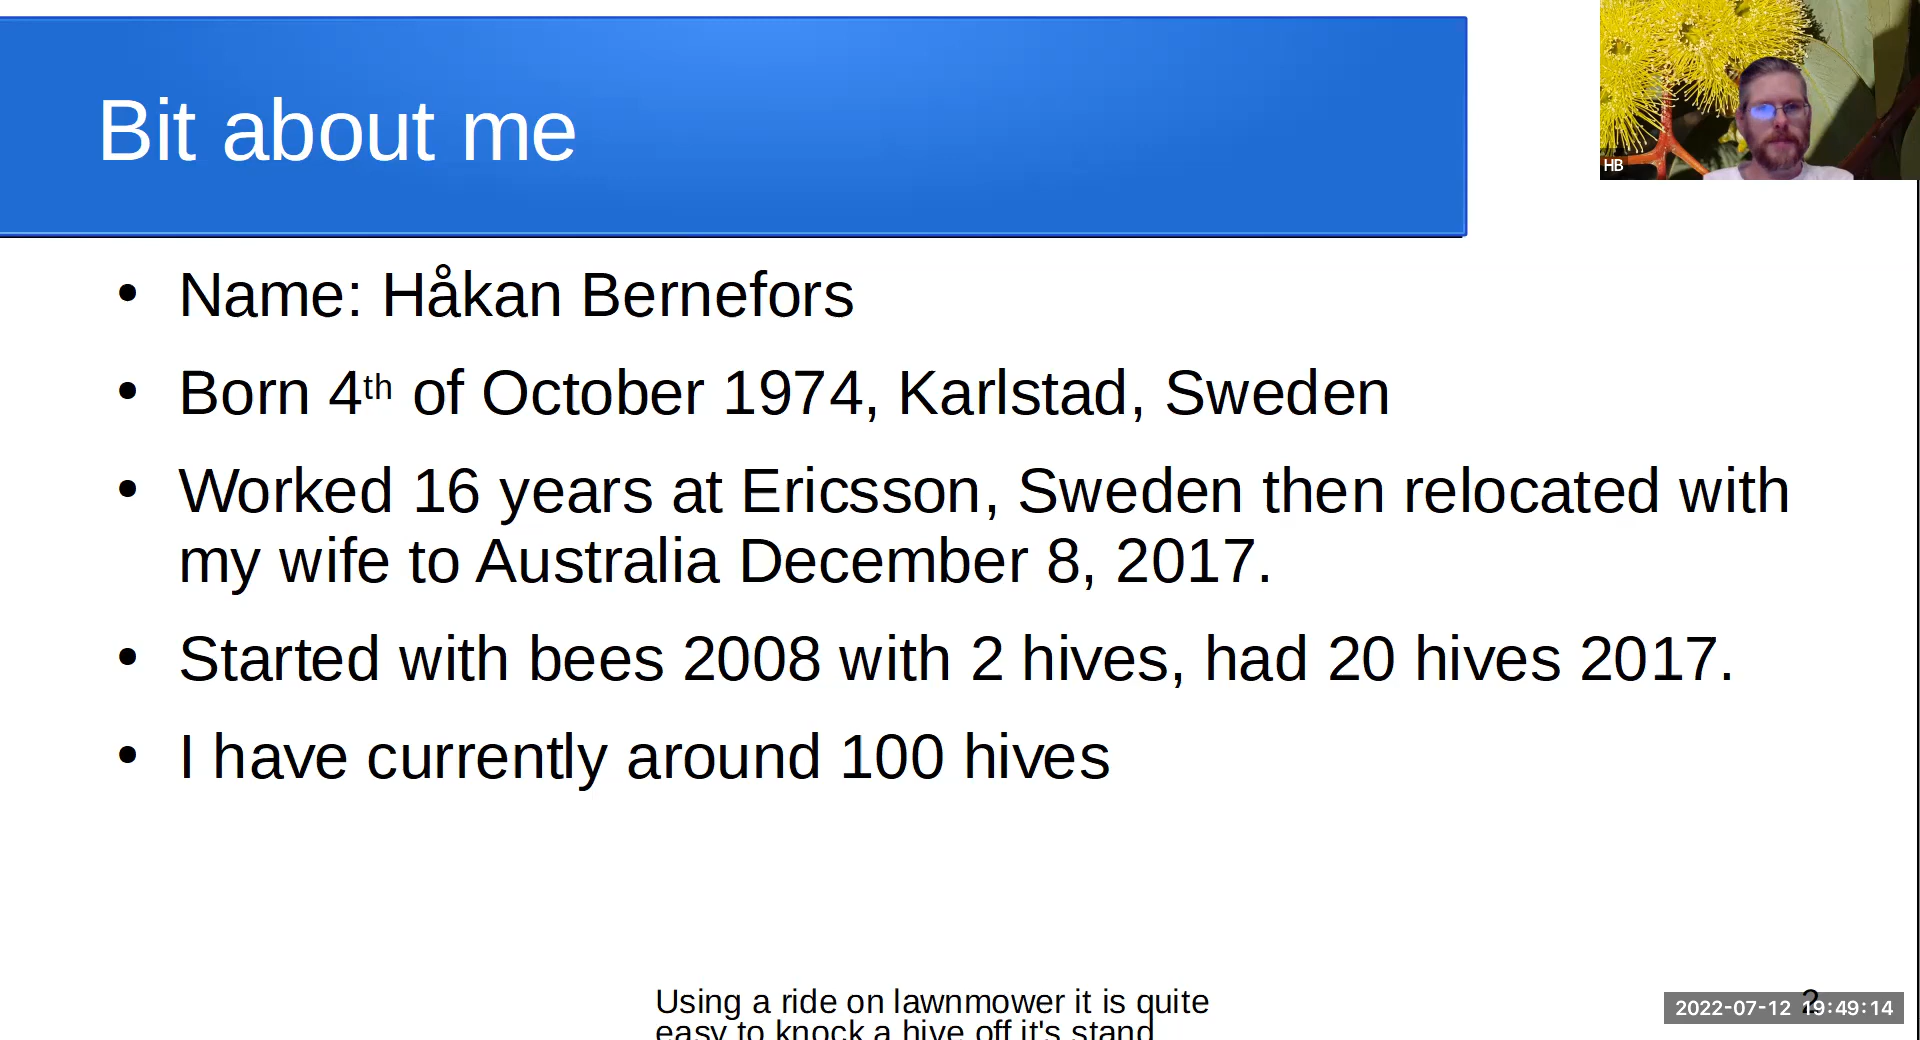 Bit about me
HB
• Name: Håkan Bernefors
• Born 4th of October 1974, Karlstad, Sweden
• Worked 16 years at Ericsson, Sweden then relocated with
my wife to Australia December 8, 2017.
• Started with bees 2008 with 2 hives, had 20 hives 2017.
• I have currently around 100 hives
Using a ride on lawnmower it is quite
easy to knock a hive off it's stand
2
2022-07-12 19:49:14